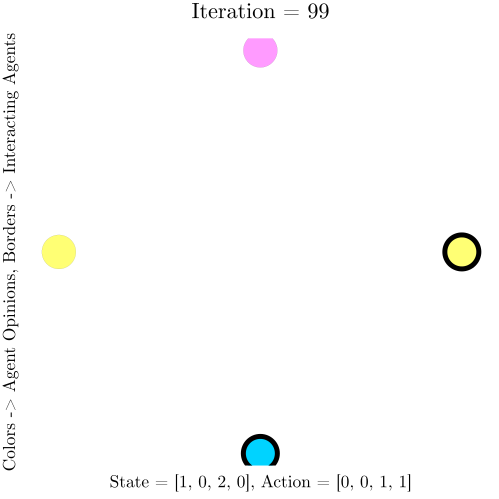 Iteration = 99
Colors -> Agent Opinions, Borders -> Interacting Agents
State = [1, 0, 2, 0], Action = [0, 0, 1, 1]